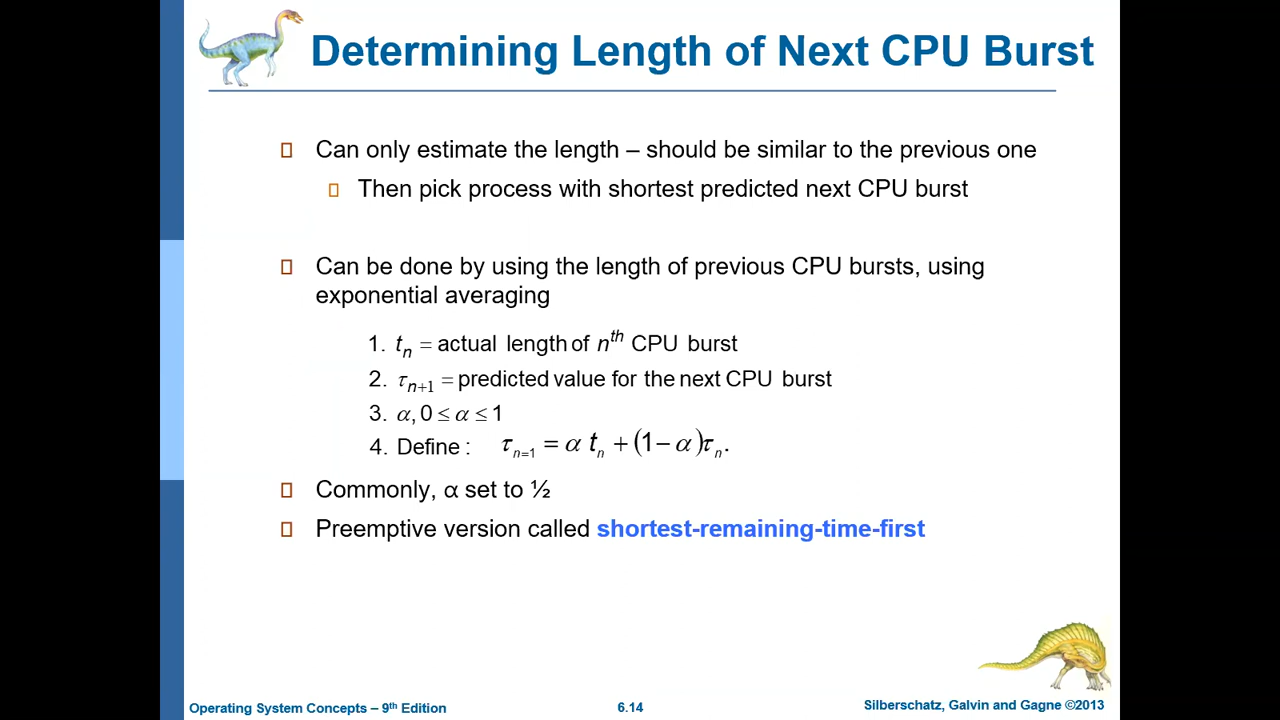 Determining Length of Next CPU Burst
Can only estimate the length – should be similar to the previous one
Then pick process with shortest predicted next CPU burst
Can be done by using the length of previous CPU bursts, using
exponential averaging
1. tₙ = actual length of nᵗʰ CPU burst
2. τₙ₊₁ = predicted value for the next CPU burst
3. α, 0 ≤ α ≤ 1
4. Define : τₙ₌₁ = α tₙ + (1 − α)τₙ.
Commonly, α set to ½
Preemptive version called shortest-remaining-time-first
Operating System Concepts – 9ᵗʰ Edition
6.14
Silberschatz, Galvin and Gagne ©2013